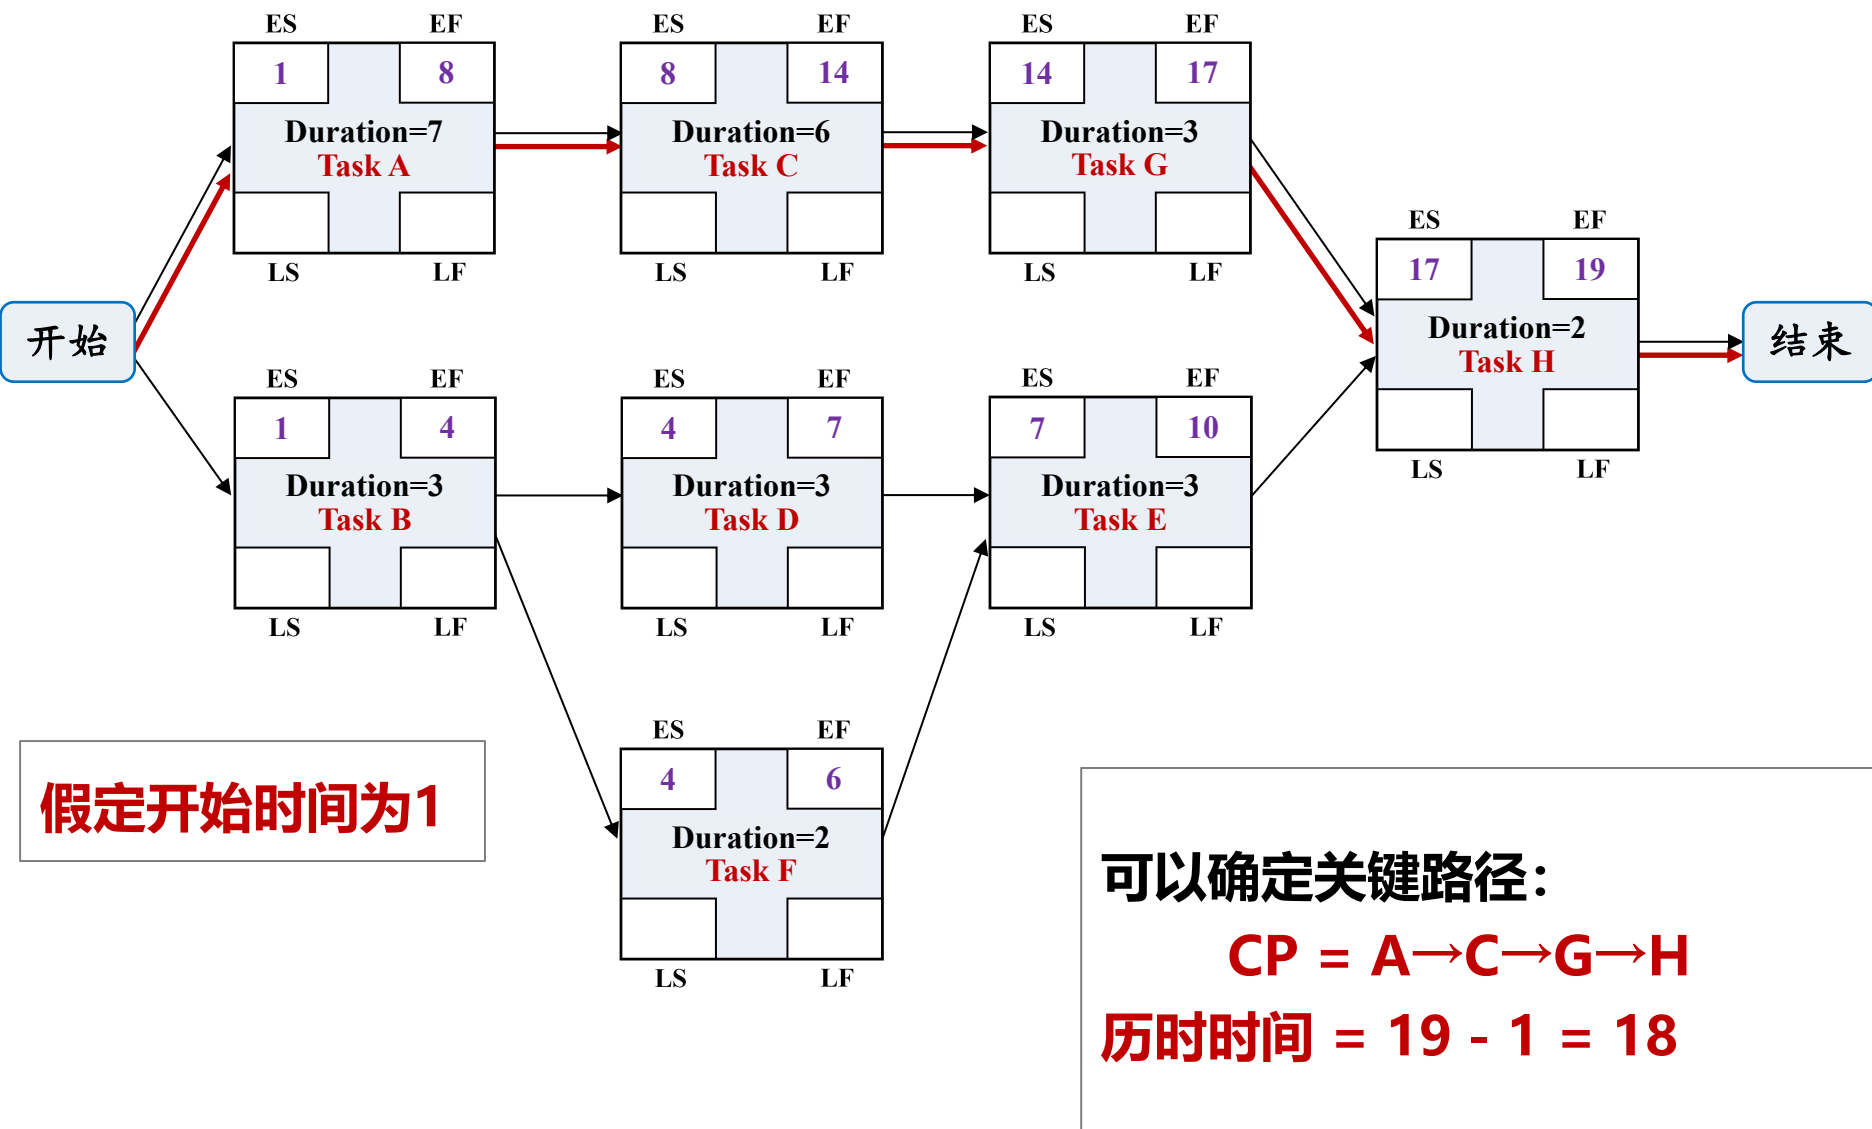 ES EF
1 8
Duration=7
Task A
LS LF
ES EF
8 14
Duration=6
Task C
LS LF
ES EF
14 17
Duration=3
Task G
LS LF
ES EF
17 19
Duration=2
Task H
LS LF
开始
结束
ES EF
1 4
Duration=3
Task B
LS LF
ES EF
4 7
Duration=3
Task D
LS LF
ES EF
7 10
Duration=3
Task E
LS LF
ES EF
4 6
Duration=2
Task F
LS LF
假定开始时间为1
可以确定关键路径：
CP = A→C→G→H
历时时间 = 19 - 1 = 18